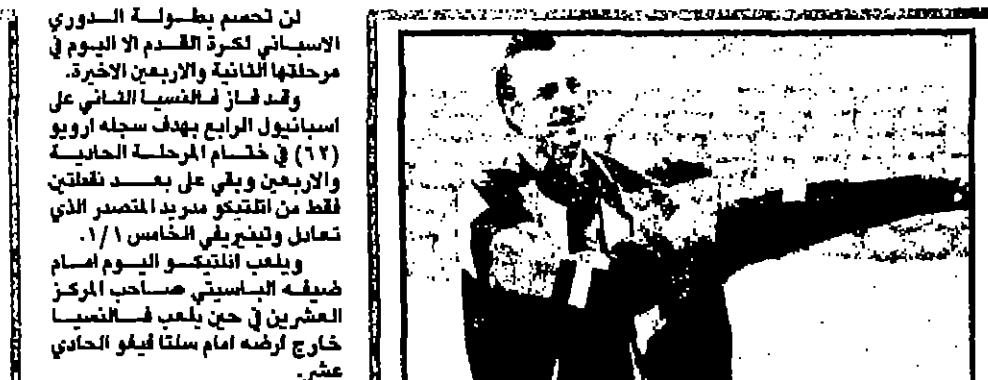 لن تحسم بطولة الدوري
الاسباني لكرة القدم الا اليوم في
مرحلتها الثانية والاربعين الاخيرة.
وقد فاز فالنسيا الثاني على
اسبانيول الرابع بهدف سجله ارويو
(٦٢) في ختام المرحلة الحادية
والاربعين وبقي على بعد نقطتين
فقط من اتلتيكو مدريد المتصدر الذي
تعادل وتينيريفي الخامس ١/١.
ويلعب اتلتيكو اليوم امام
ضيفه الباسيتي صاحب المركز
العشرين في حين يلعب فالنسيا
خارج ارضه امام سلتا فيغو الحادي
عشر.